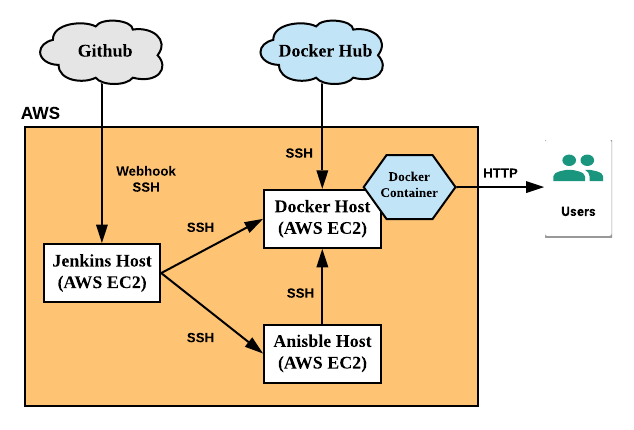 Github
Docker Hub
AWS
Webhook
SSH
SSH
Docker
Container
HTTP
Users
Docker Host
(AWS EC2)
SSH
Jenkins Host
(AWS EC2)
SSH
SSH
Anisble Host
(AWS EC2)